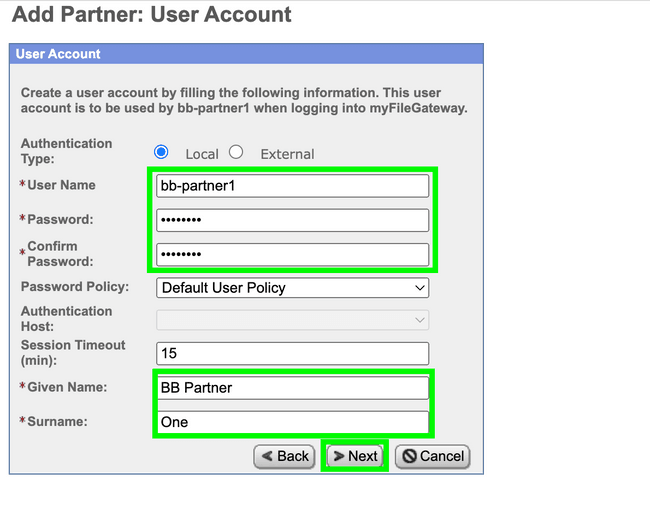 Add Partner: User Account
User Account
Create a user account by filling the following information. This user
account is to be used by bb-partner1 when logging into myFileGateway.
Authentication
Type:
Local External
*User Name bb-partner1
*Password: ••••••••
*Confirm
Password: ••••••••
Password Policy: Default User Policy
Authentication
Host:
Session Timeout
(min): 15
*Given Name: BB Partner
*Surname: One
Back Next Cancel